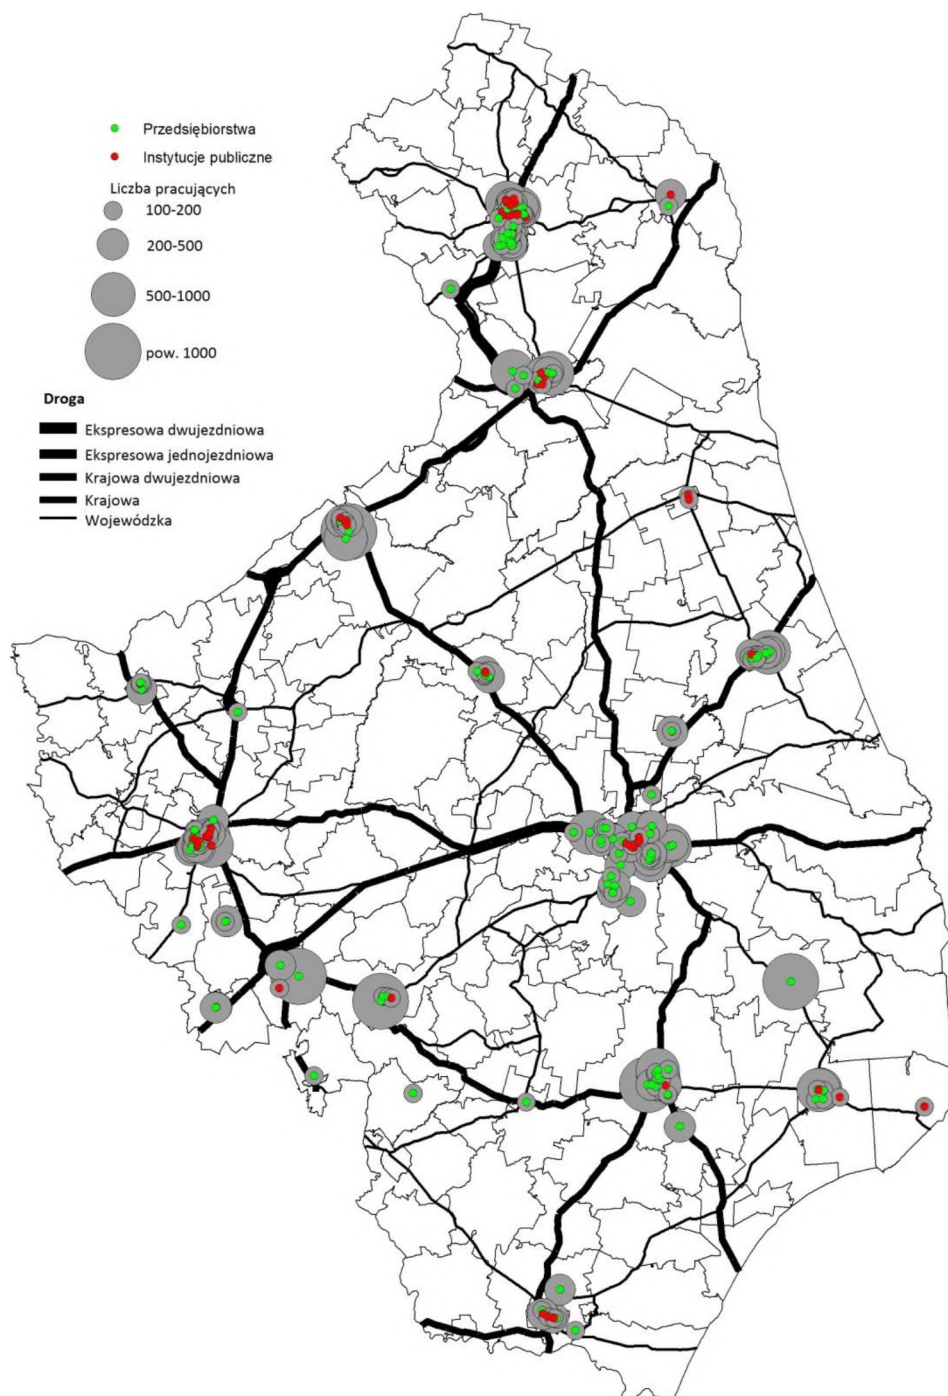 Przedsiębiorstwa
Instytucje publiczne
Liczba pracujących
100-200
200-500
500-1000
pow. 1000
Droga
Ekspresowa dwujezdniowa
Ekspresowa jednojezdniowa
Krajowa dwujezdniowa
Krajowa
Wojewódzka